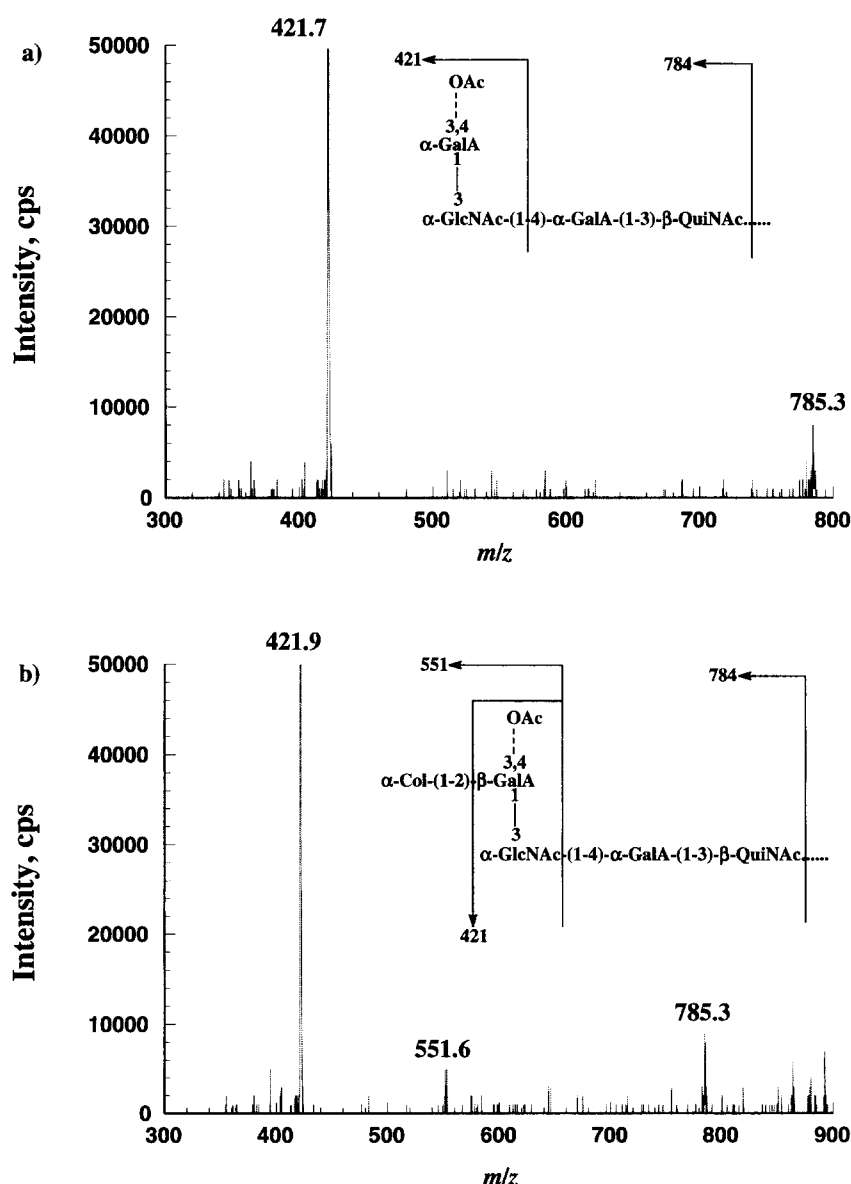 a)
421.7
50000
40000
30000
20000
10000
0
Intensity, cps
421
784
OAc
3,4
α-GalA
1
3
α-GlcNAc-(1-4)-α-GalA-(1-3)-β-QuiNAc......
785.3
300 400 500 600 700 800
m/z
b)
421.9
50000
40000
30000
20000
10000
0
Intensity, cps
551
784
OAc
3,4
α-Col-(1-2)-β-GalA
1
3
α-GlcNAc-(1-4)-α-GalA-(1-3)-β-QuiNAc......
421
551.6
785.3
300 400 500 600 700 800 900
m/z